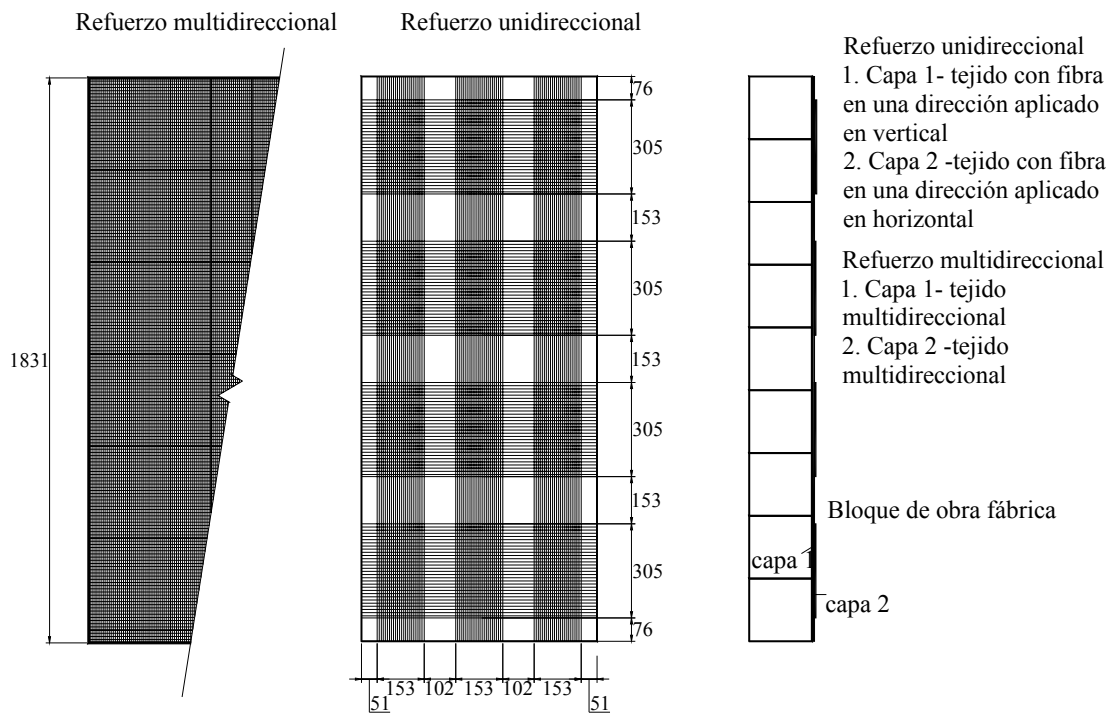 Refuerzo multidireccional
Refuerzo unidireccional
1831
76
305
153
305
153
305
153
305
76
51
153
102
153
102
153
51
Refuerzo unidireccional
1. Capa 1- tejido con fibra
en una dirección aplicado
en vertical
2. Capa 2 -tejido con fibra
en una dirección aplicado
en horizontal
Refuerzo multidireccional
1. Capa 1- tejido
multidireccional
2. Capa 2 -tejido
multidireccional
Bloque de obra fábrica
capa 1
capa 2